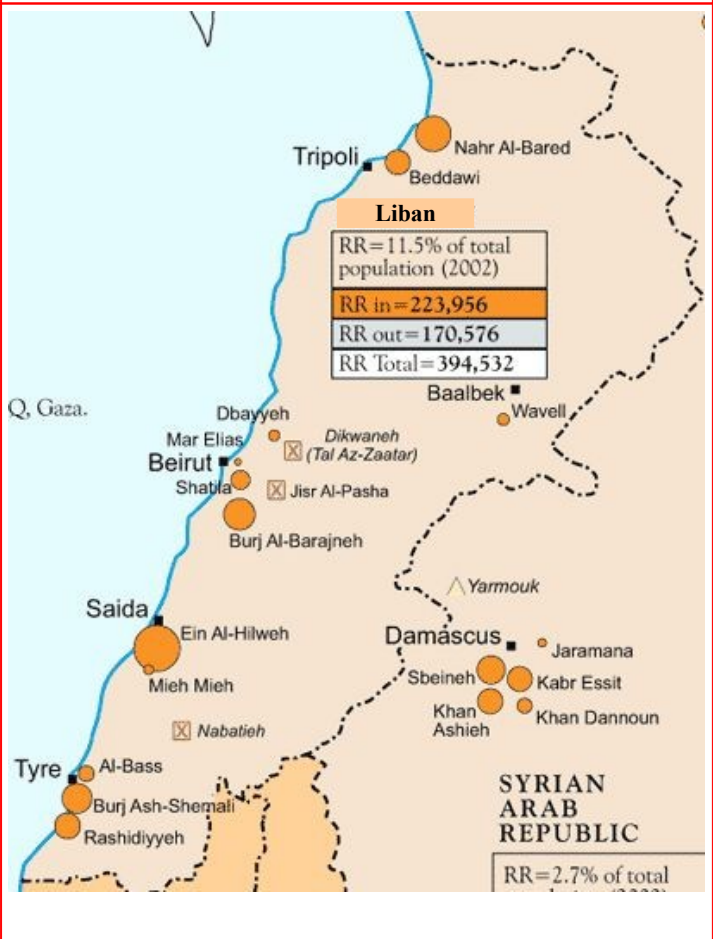 Tripoli
Nahr Al-Bared
Beddawi
Liban
RR=11.5% of total
population (2002)
RR in=223,956
RR out=170,576
RR Total=394,532
Baalbek
Wavell
Q, Gaza.
Dbayyeh
Mar Elias
Dikwaneh
(Tal Az-Zaatar)
Beirut
Shatila
Jisr Al-Pasha
Burj Al-Barajneh
Yarmouk
Saida
Ein Al-Hilweh
Damascus
Jaramana
Mieh Mieh
Sbeineh
Kabr Essit
Khan
Ashieh
Khan Dannoun
Nabatieh
Tyre
Al-Bass
Burj Ash-Shemali
Rashidiyyeh
SYRIAN
ARAB
REPUBLIC
RR=2.7% of total